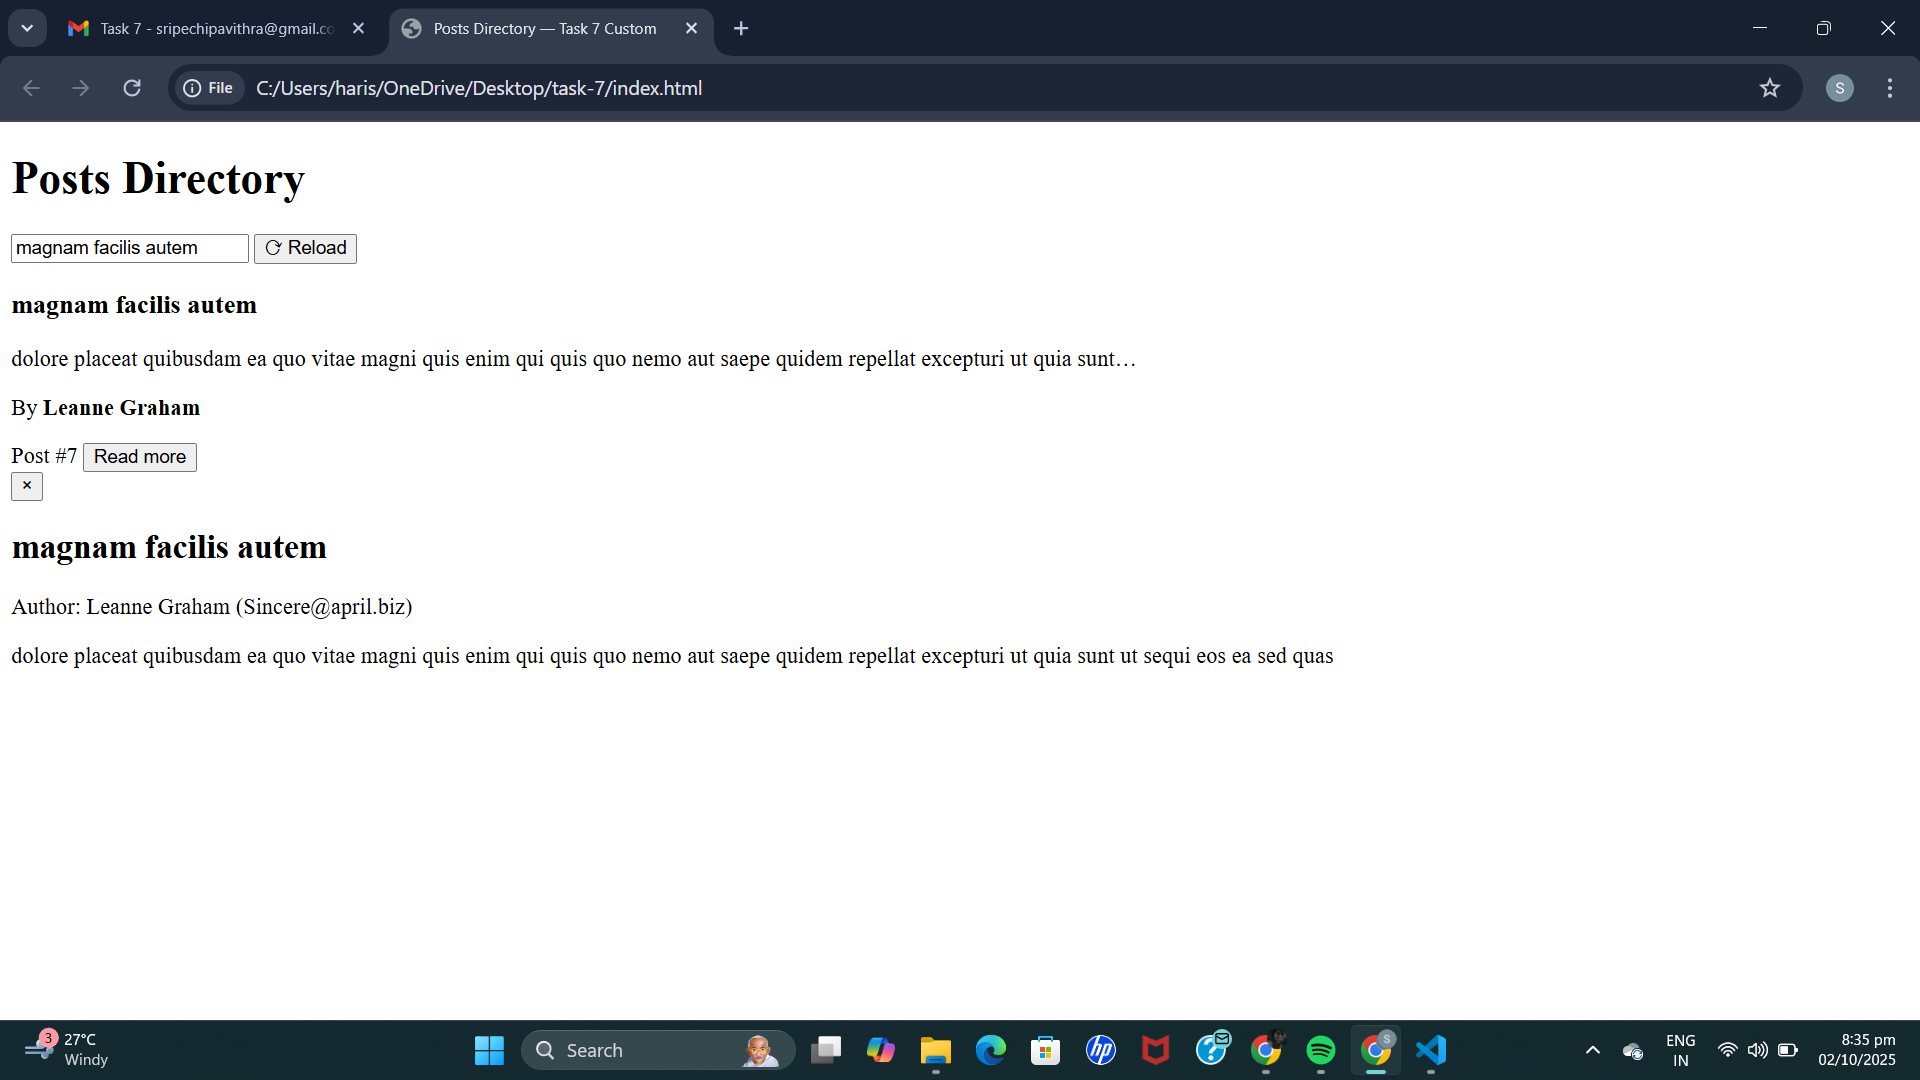 Task 7 - sripechipavithra@gmail.co
Posts Directory — Task 7 Custom
File C:/Users/haris/OneDrive/Desktop/task-7/index.html
S
Posts Directory
magnam facilis autem
⟳ Reload
magnam facilis autem
dolore placeat quibusdam ea quo vitae magni quis enim qui quis quo nemo aut saepe quidem repellat excepturi ut quia sunt…
By Leanne Graham
Post #7 Read more
×
magnam facilis autem
Author: Leanne Graham (Sincere@april.biz)
dolore placeat quibusdam ea quo vitae magni quis enim qui quis quo nemo aut saepe quidem repellat excepturi ut quia sunt ut sequi eos ea sed quas
3
27°C
Windy
Search
hp
S
ENG
IN
8:35 pm
02/10/2025